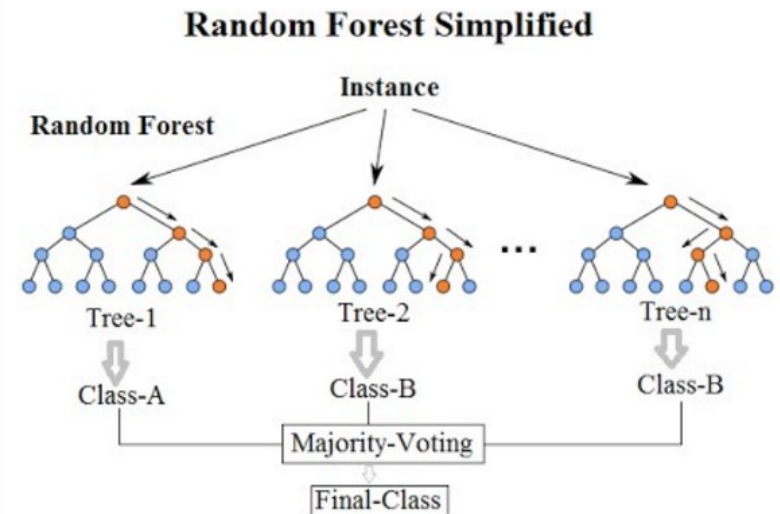 Random Forest Simplified
Instance
Random Forest
...
Tree-1
Tree-2
Tree-n
Class-A
Class-B
Class-B
Majority-Voting
Final-Class